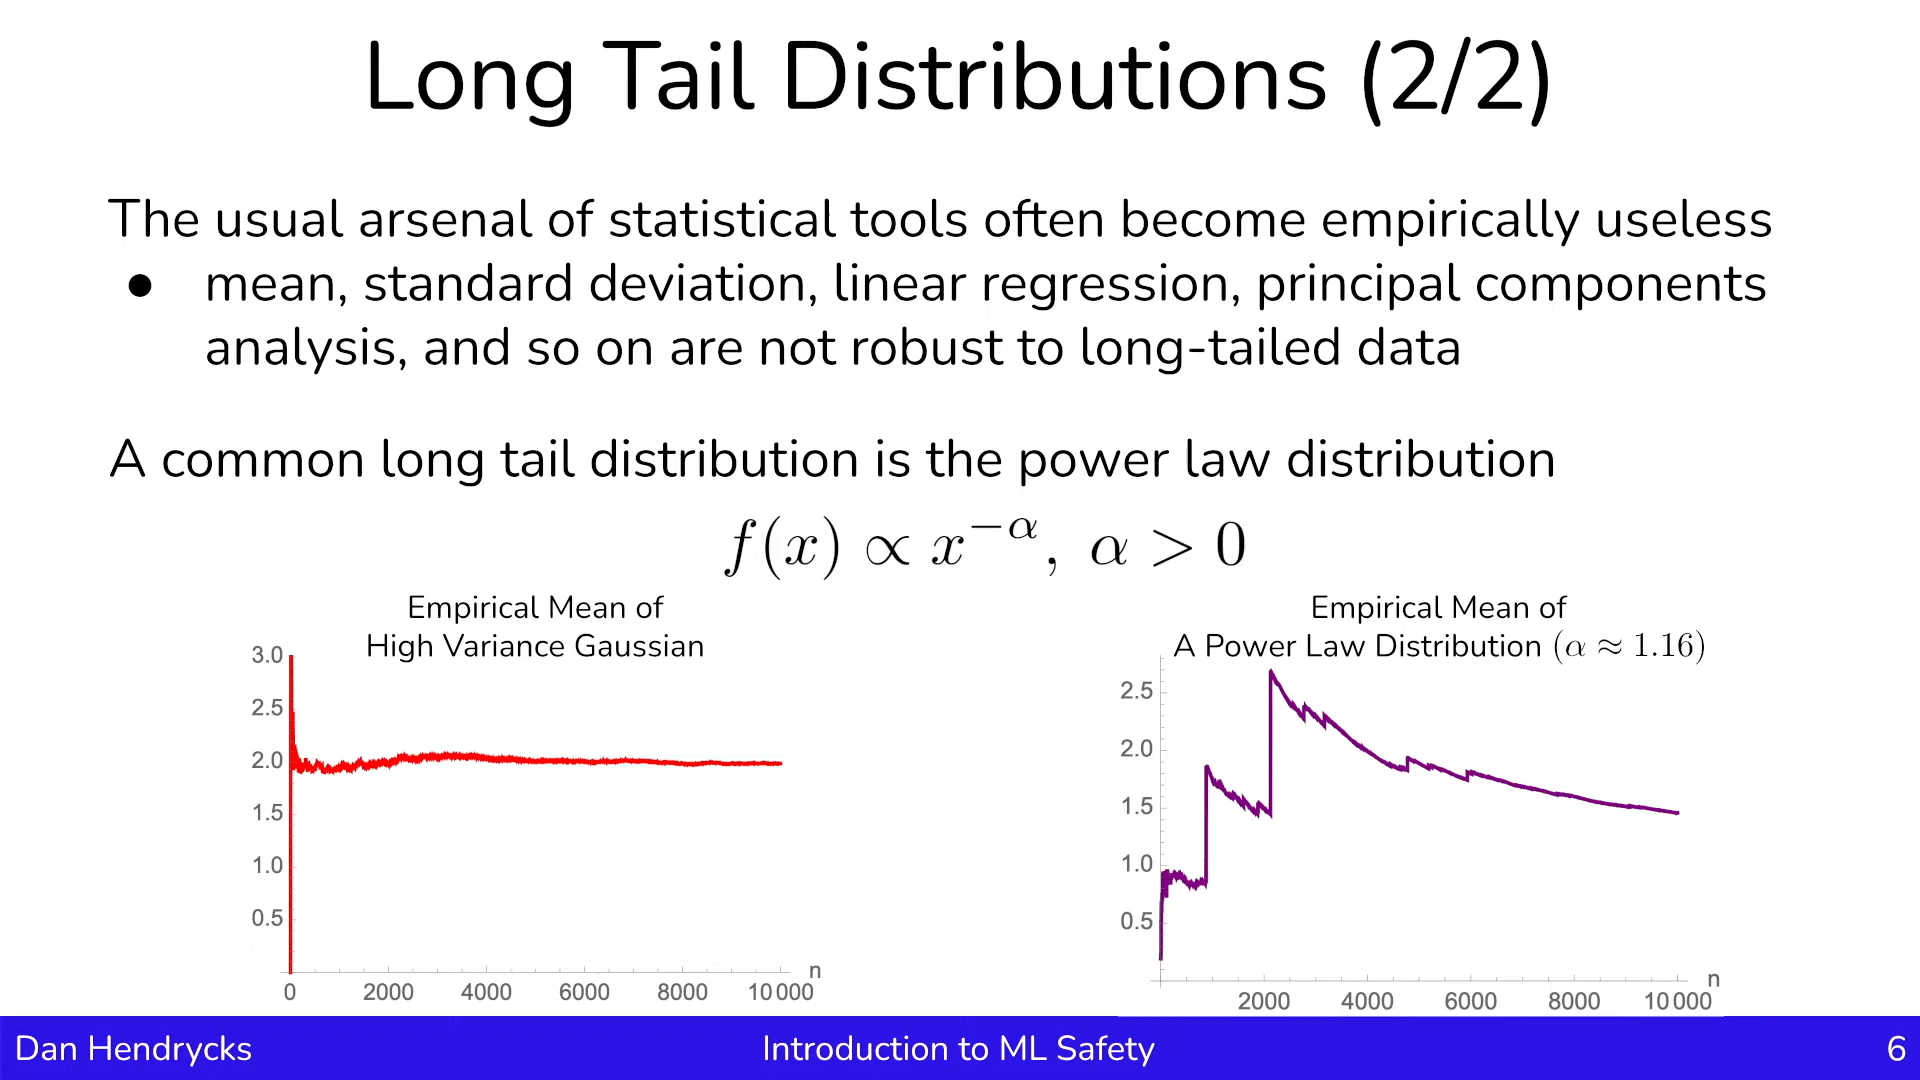 Long Tail Distributions (2/2)
The usual arsenal of statistical tools often become empirically useless
● mean, standard deviation, linear regression, principal components
analysis, and so on are not robust to long-tailed data
A common long tail distribution is the power law distribution
f(x) ∝ x^{−α}, α > 0
Empirical Mean of
High Variance Gaussian
3.0
2.5
2.0
1.5
1.0
0.5
0 2000 4000 6000 8000 10000
n
Empirical Mean of
A Power Law Distribution (α ≈ 1.16)
2.5
2.0
1.5
1.0
0.5
2000 4000 6000 8000 10000
n
Dan Hendrycks
Introduction to ML Safety
6